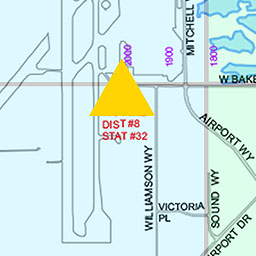 MITCHELL
2000
1900
1800
W BAKE
DIST #8
STAT #32
AIRPORT WY
WILLIAMSON WY
VICTORIA
PL
SOUND WY
AIRPORT DR